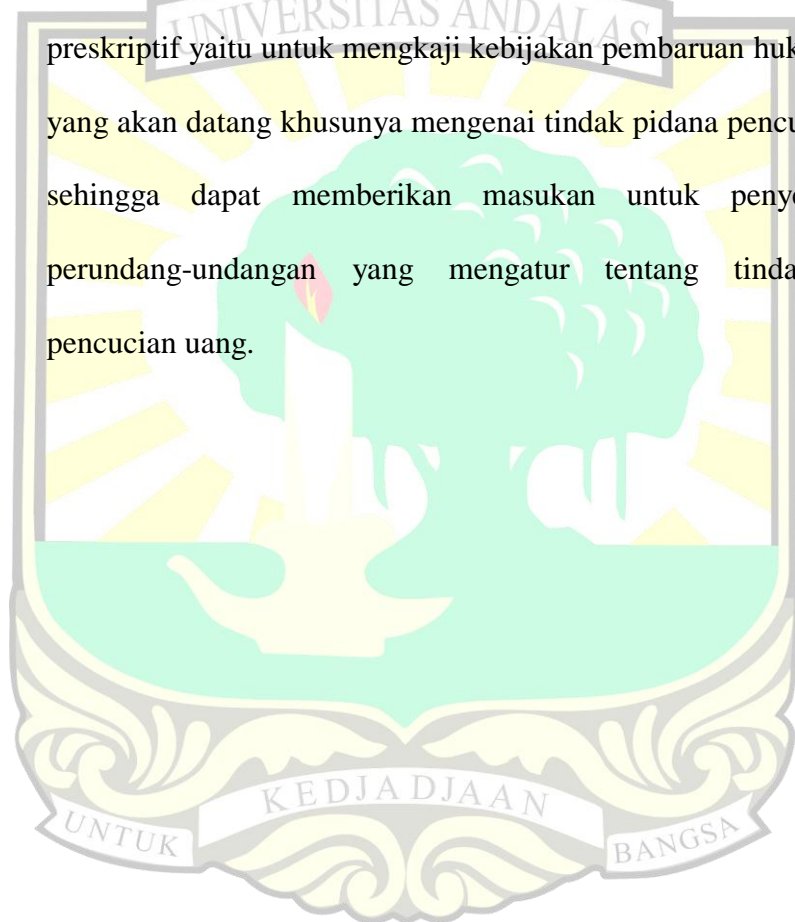 UNIVERSITAS ANDALAS
preskriptif yaitu untuk mengkaji kebijakan pembaruan huk
yang akan datang khusunya mengenai tindak pidana pencu
sehingga dapat memberikan masukan untuk peny
perundang-undangan yang mengatur tentang tinda
pencucian uang.
KEDJADJAAN
UNTUK
BANGSA